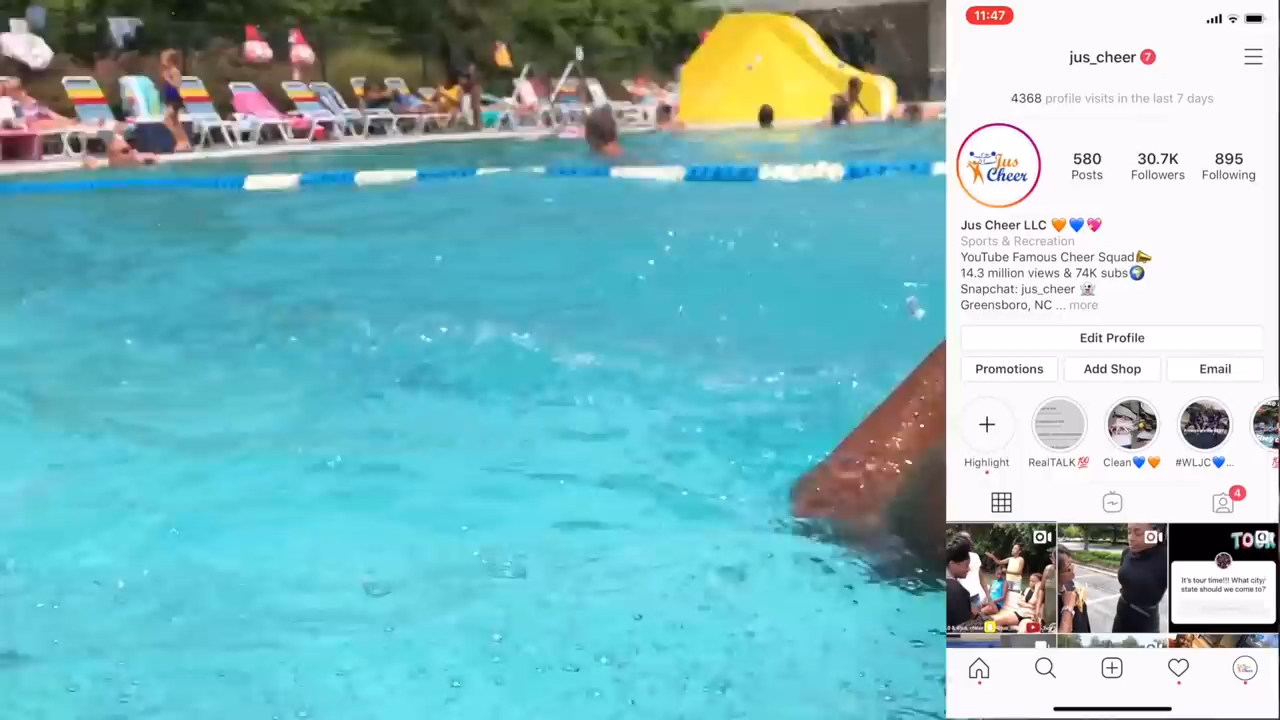 11:47
jus_cheer 7
4368 profile visits in the last 7 days
Jus
Cheer
580 30.7K 895
Posts Followers Following
Jus Cheer LLC 🧡💙💖
Sports & Recreation
YouTube Famous Cheer Squad📣
14.3 million views & 74K subs🌍
Snapchat: jus_cheer 👻
Greensboro, NC ... more
Edit Profile
Promotions Add Shop Email
Highlight RealTALK💯 Clean💙🧡 #WLJC💙...
4
It's tour time!!! What city/
state should we come to?